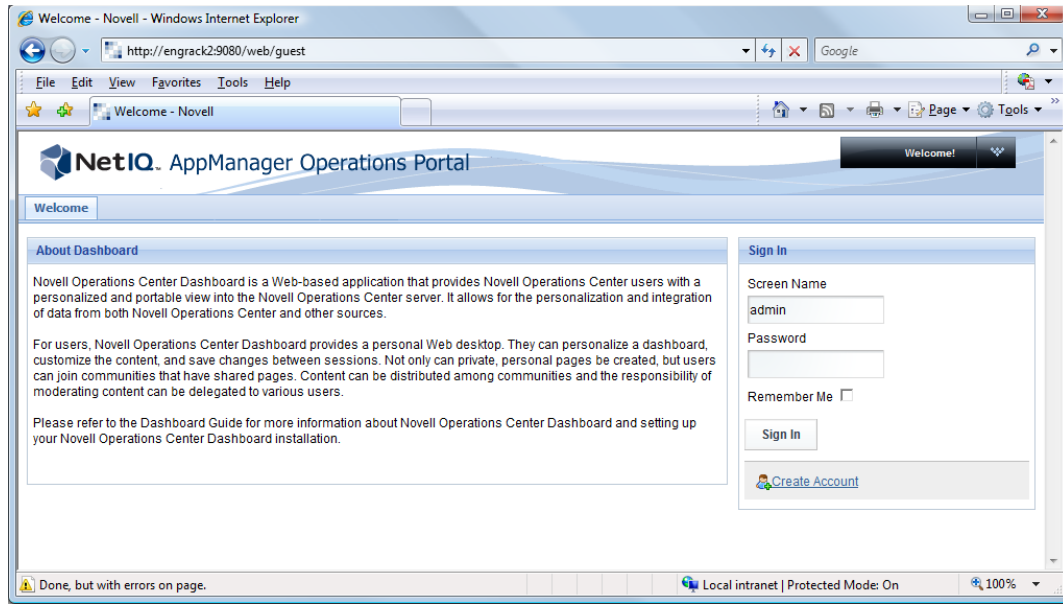 Welcome - Novell - Windows Internet Explorer
http://engrack2:9080/web/guest
Google
File Edit View Favorites Tools Help
Welcome - Novell
Page Tools
NetIQ™ AppManager Operations Portal
Welcome!
Welcome
About Dashboard
Novell Operations Center Dashboard is a Web-based application that provides Novell Operations Center users with a
personalized and portable view into the Novell Operations Center server. It allows for the personalization and integration
of data from both Novell Operations Center and other sources.
For users, Novell Operations Center Dashboard provides a personal Web desktop. They can personalize a dashboard,
customize the content, and save changes between sessions. Not only can private, personal pages be created, but users
can join communities that have shared pages. Content can be distributed among communities and the responsibility of
moderating content can be delegated to various users.
Please refer to the Dashboard Guide for more information about Novell Operations Center Dashboard and setting up
your Novell Operations Center Dashboard installation.
Sign In
Screen Name
admin
Password
Remember Me
Sign In
Create Account
Done, but with errors on page.
Local intranet | Protected Mode: On
100%